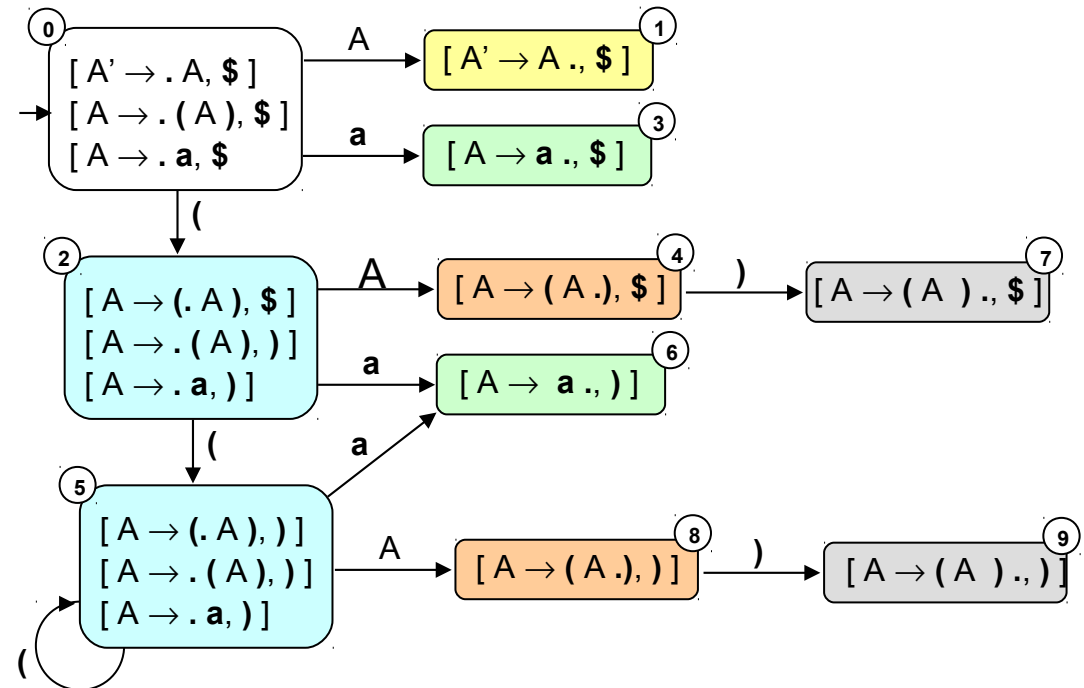 0
[ A’ → . A, $ ]
[ A → . ( A ), $ ]
[ A → . a, $
A
1
[ A’ → A ., $ ]
a
3
[ A → a ., $ ]
(
2
[ A → (. A ), $ ]
[ A → . ( A ), ) ]
[ A → . a, ) ]
A
4
[ A → ( A .), $ ]
)
7
[ A → ( A ) ., $ ]
a
6
[ A → a ., ) ]
a
(
5
[ A → (. A ), ) ]
[ A → . ( A ), ) ]
[ A → . a, ) ]
A
8
[ A → ( A .), ) ]
)
9
[ A → ( A ) ., ) ]
(